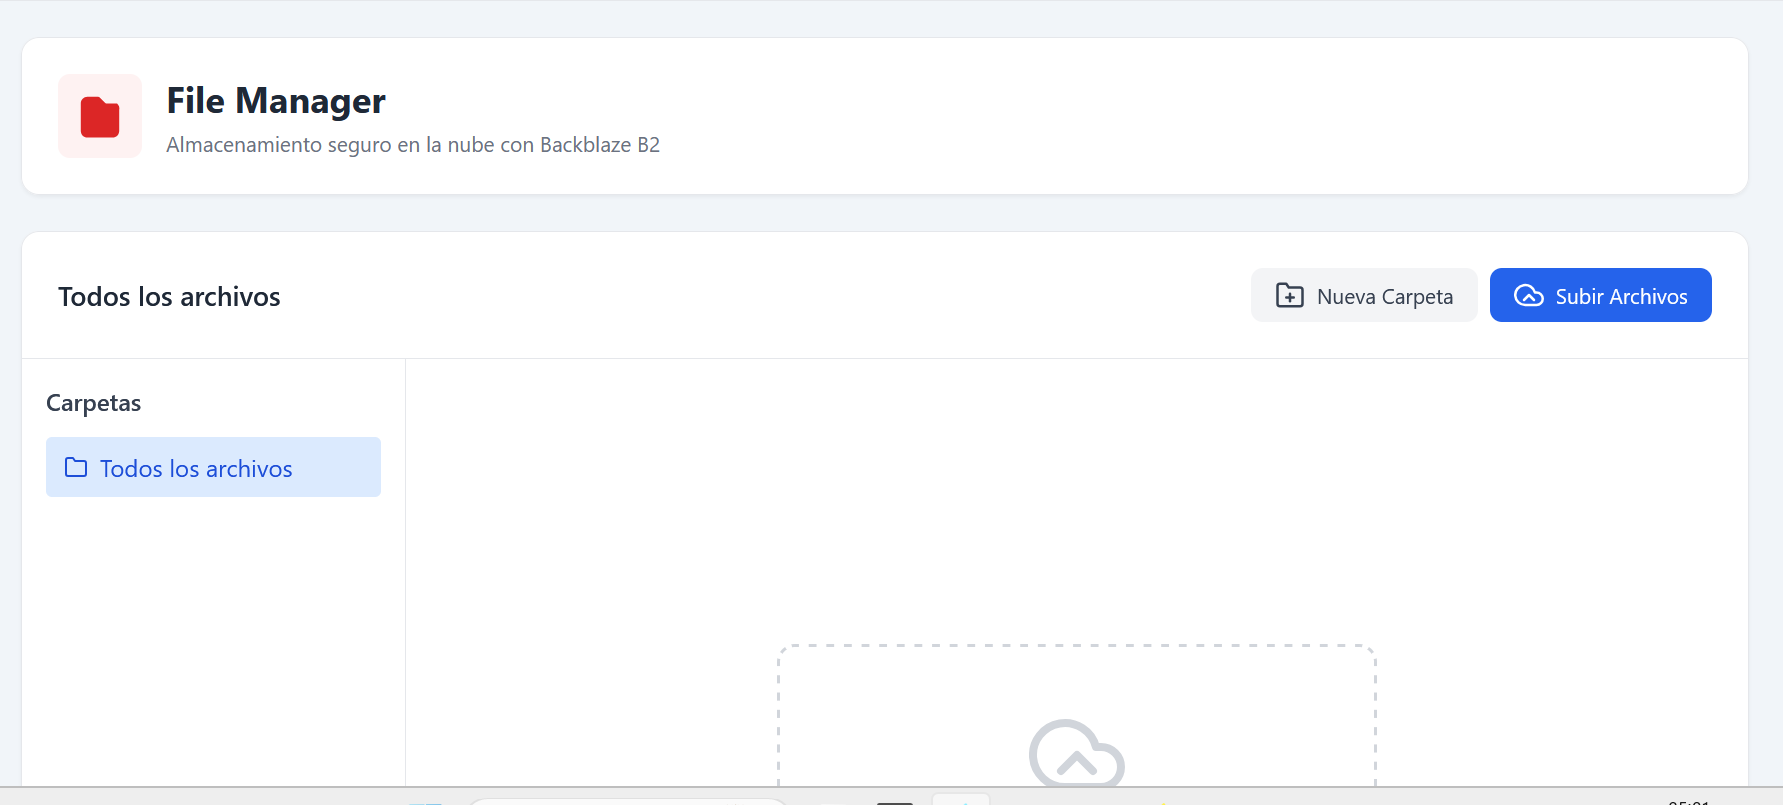 File Manager
Almacenamiento seguro en la nube con Backblaze B2
Todos los archivos
Nueva Carpeta
Subir Archivos
Carpetas
Todos los archivos